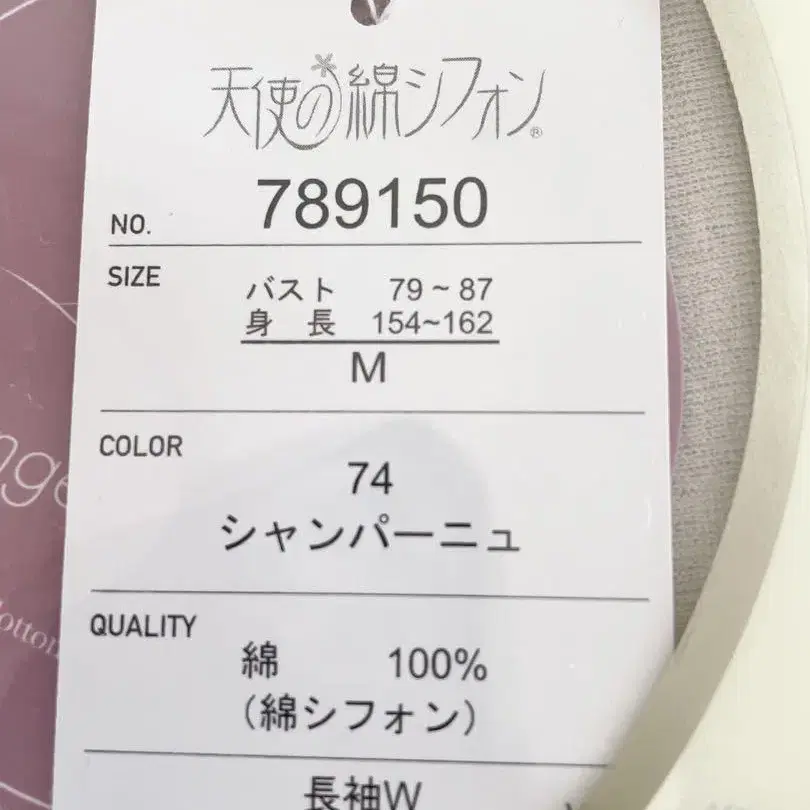 天使の綿シフォン®
NO. 789150
SIZE
バスト 79~87
身長 154~162
M
COLOR
74
シャンパーニュ
QUALITY
綿 100%
(綿シフォン)
長袖W